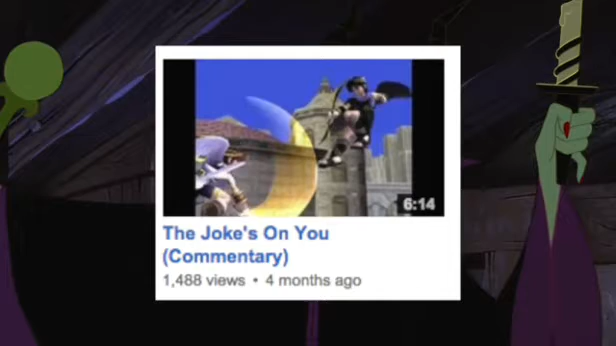 6:14
The Joke's On You
(Commentary)
1,488 views • 4 months ago